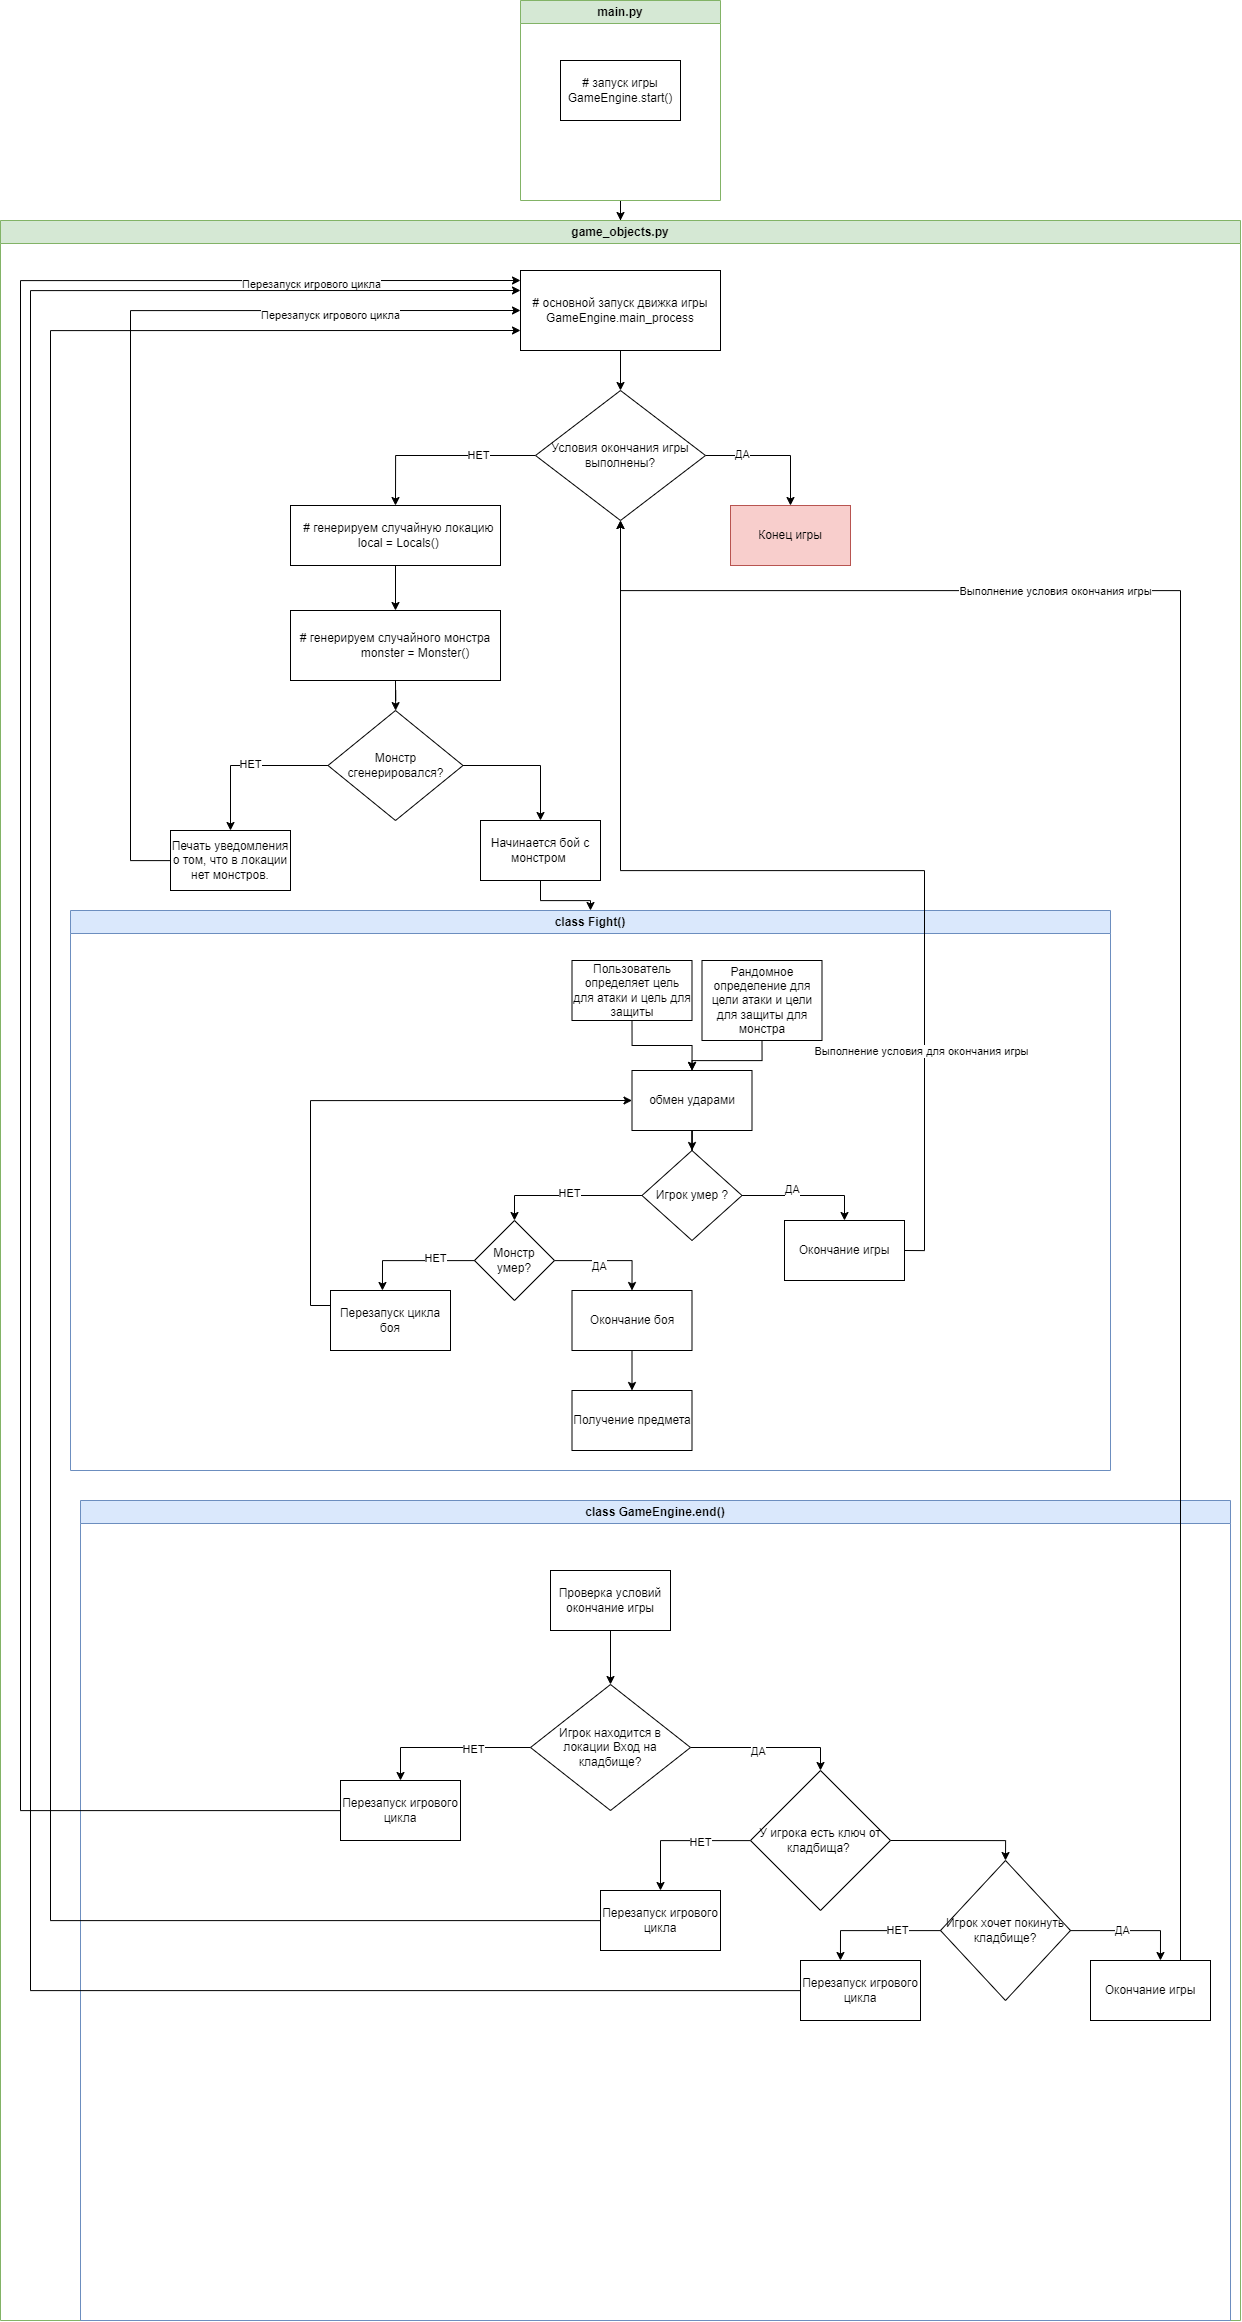 main.py
# запуск игры
GameEngine.start()
game_objects.py
Перезапуск игрового цикла
Перезапуск игрового цикла
# основной запуск движка игры
GameEngine.main_process
Условия окончания игры
выполнены?
НЕТ
ДА
# генерируем случайную локацию
local = Locals()
Конец игры
Выполнение условия окончания игры
# генерируем случайного монстра
monster = Monster()
Монстр
сгенерировался?
НЕТ
Печать уведомления
о том, что в локации
нет монстров.
Начинается бой с
монстром
class Fight()
Пользователь
определяет цель
для атаки и цель для
защиты
Рандомное
определение для
цели атаки и цели
для защиты для
монстра
Выполнение условия для окончания игры
обмен ударами
Игрок умер ?
НЕТ
ДА
Окончание игры
Монстр
умер?
НЕТ
ДА
Перезапуск цикла
боя
Окончание боя
Получение предмета
class GameEngine.end()
Проверка условий
окончание игры
Игрок находится в
локации Вход на
кладбище?
НЕТ
ДА
Перезапуск игрового
цикла
У игрока есть ключ от
кладбища?
НЕТ
Перезапуск игрового
цикла
Игрок хочет покинуть
кладбище?
НЕТ
ДА
Перезапуск игрового
цикла
Окончание игры